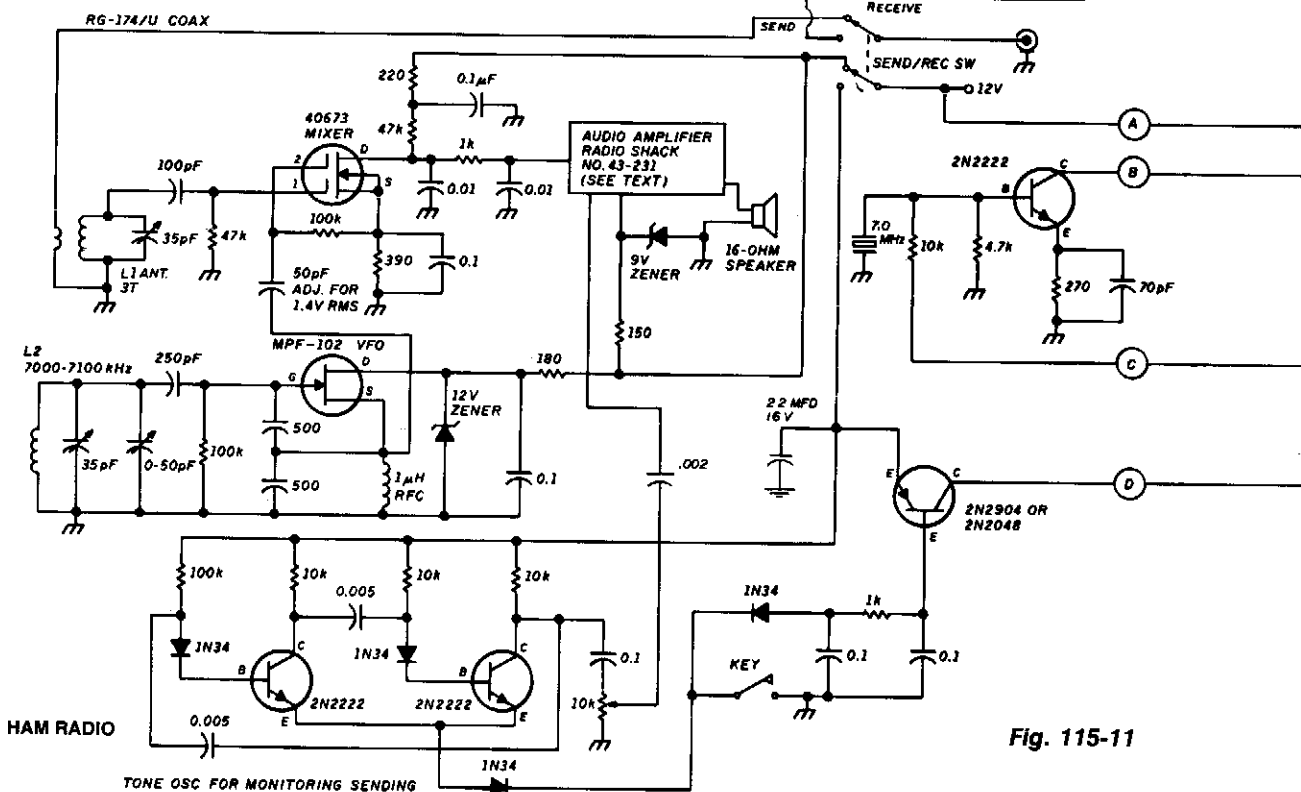 RG-174/U COAX
RECEIVE
SEND
SEND/REC SW
12V
220
0.1µF
40673
MIXER
47k
D
1k
2
1
S
100pF
0.01
0.01
AUDIO AMPLIFIER
RADIO SHACK
NO. 43-231
(SEE TEXT)
A
2N2222
C
B
B
E
35pF
47k
100k
L1 ANT.
3T
50pF
ADJ. FOR
1.4V RMS
390
0.1
9V
ZENER
16-OHM
SPEAKER
7.0
MHz
10k
4.7k
270
70pF
150
C
L2
7000-7100 kHz
250pF
MPF-102 VFO
D
G
S
180
12V
ZENER
35pF
0-50pF
100k
500
500
1µH
RFC
0.1
.002
22 MFD
16V
E
C
D
2N2904 OR
2N2048
E
100k
10k
0.005
10k
10k
1N34
B
C
E
2N2222
1N34
B
C
E
2N2222
0.1
10k
1N34
1k
0.1
0.1
KEY
HAM RADIO
0.005
1N34
TONE OSC FOR MONITORING SENDING
Fig. 115-11